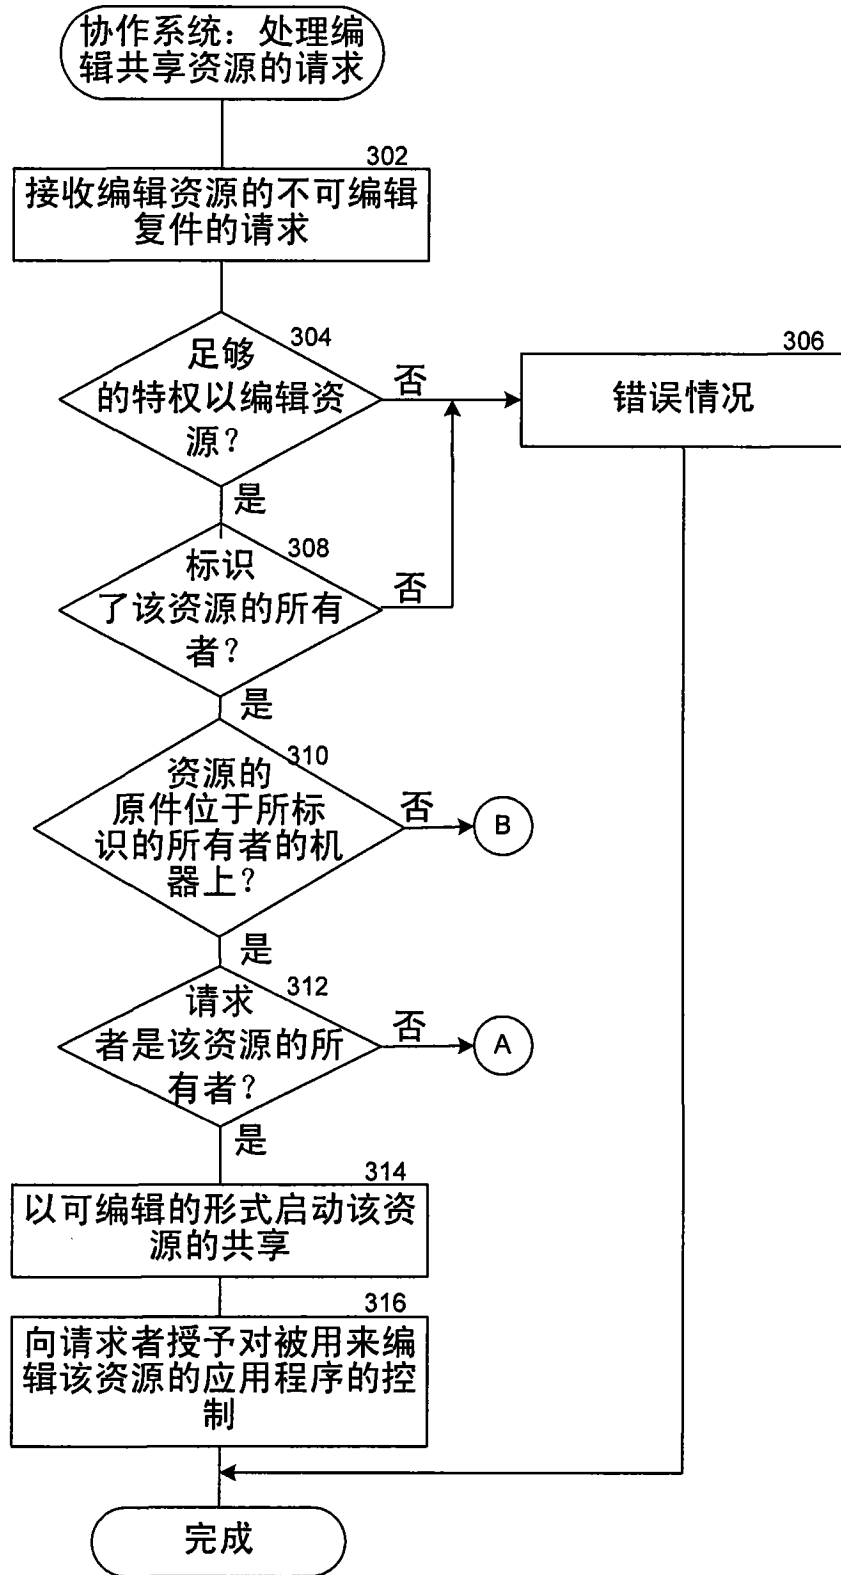 协作系统：处理编
辑共享资源的请求
302
接收编辑资源的不可编辑
复件的请求
304
足够
的特权以编辑资
源？
否
306
错误情况
是
308
标识
了该资源的所有
者？
否
是
310
资源的
原件位于所标
识的所有者的机
器上？
否
B
是
312
请求
者是该资源的所
有者？
否
A
是
314
以可编辑的形式启动该资
源的共享
316
向请求者授予对被用来编
辑该资源的应用程序的控
制
完成